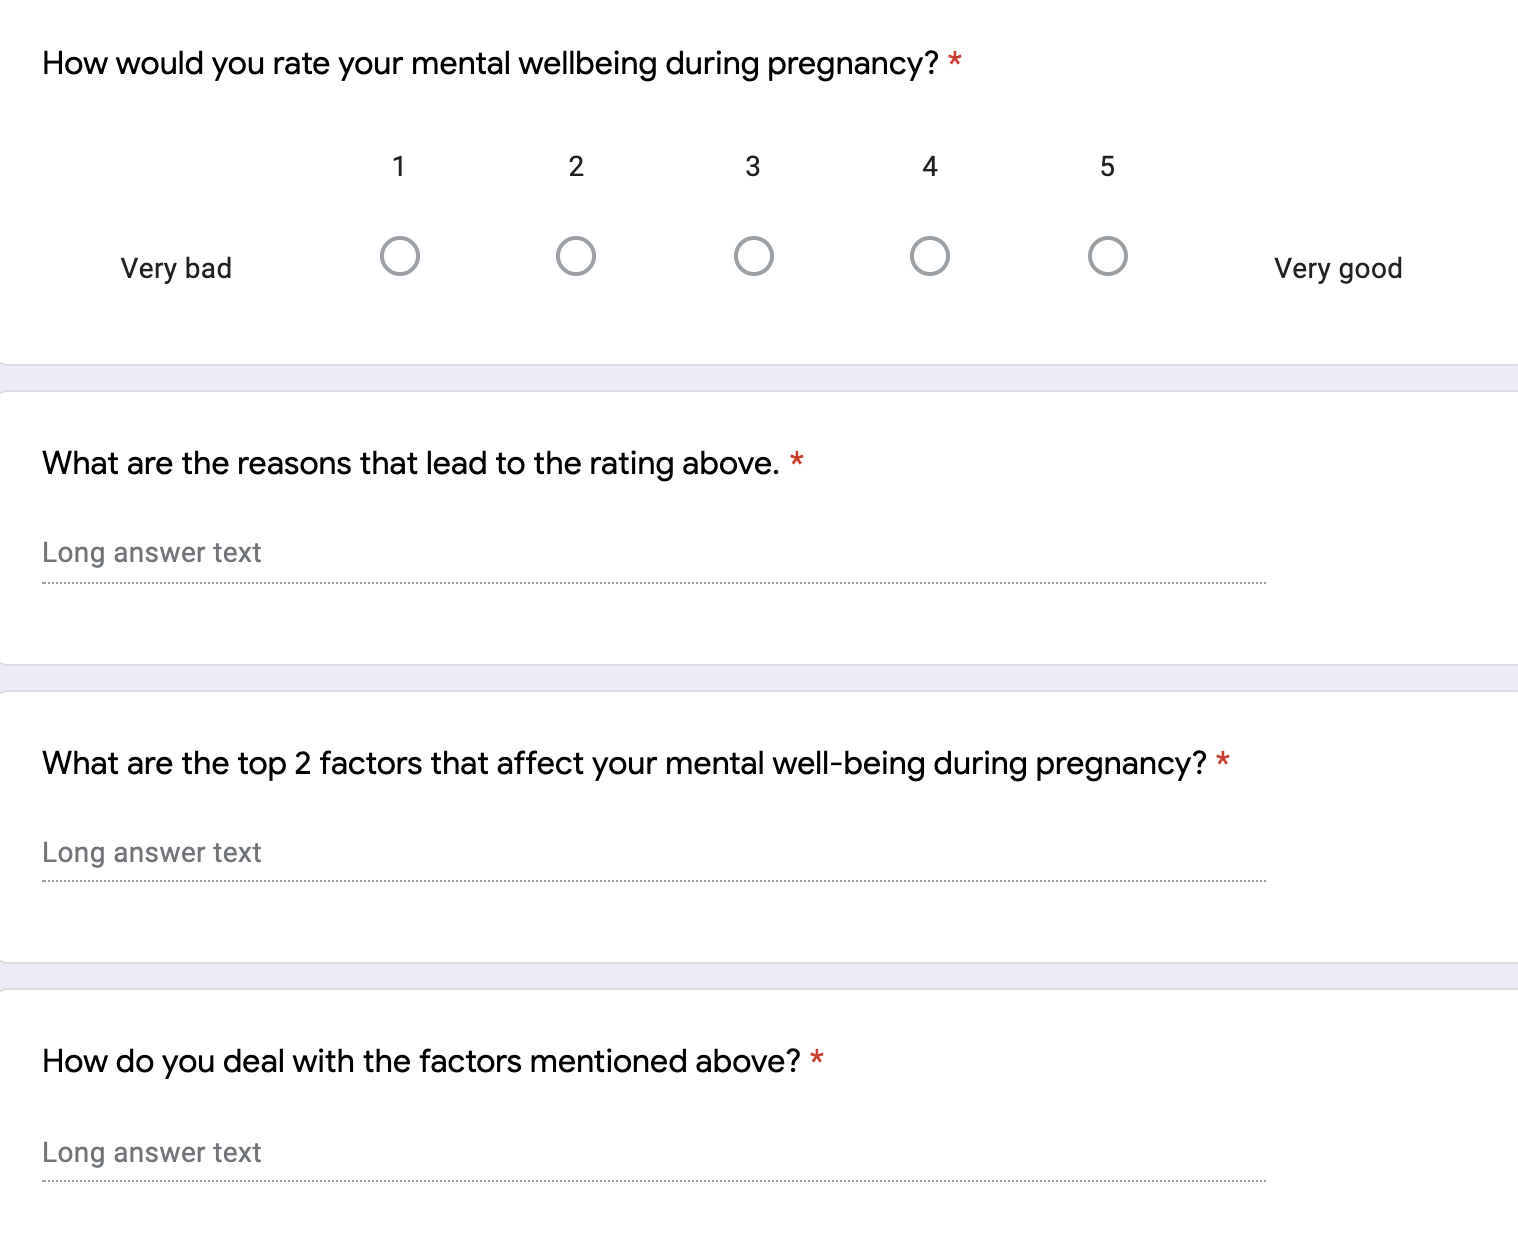 How would you rate your mental wellbeing during pregnancy? *
1 2 3 4 5
Very bad Very good
What are the reasons that lead to the rating above. *
Long answer text
What are the top 2 factors that affect your mental well-being during pregnancy? *
Long answer text
How do you deal with the factors mentioned above? *
Long answer text